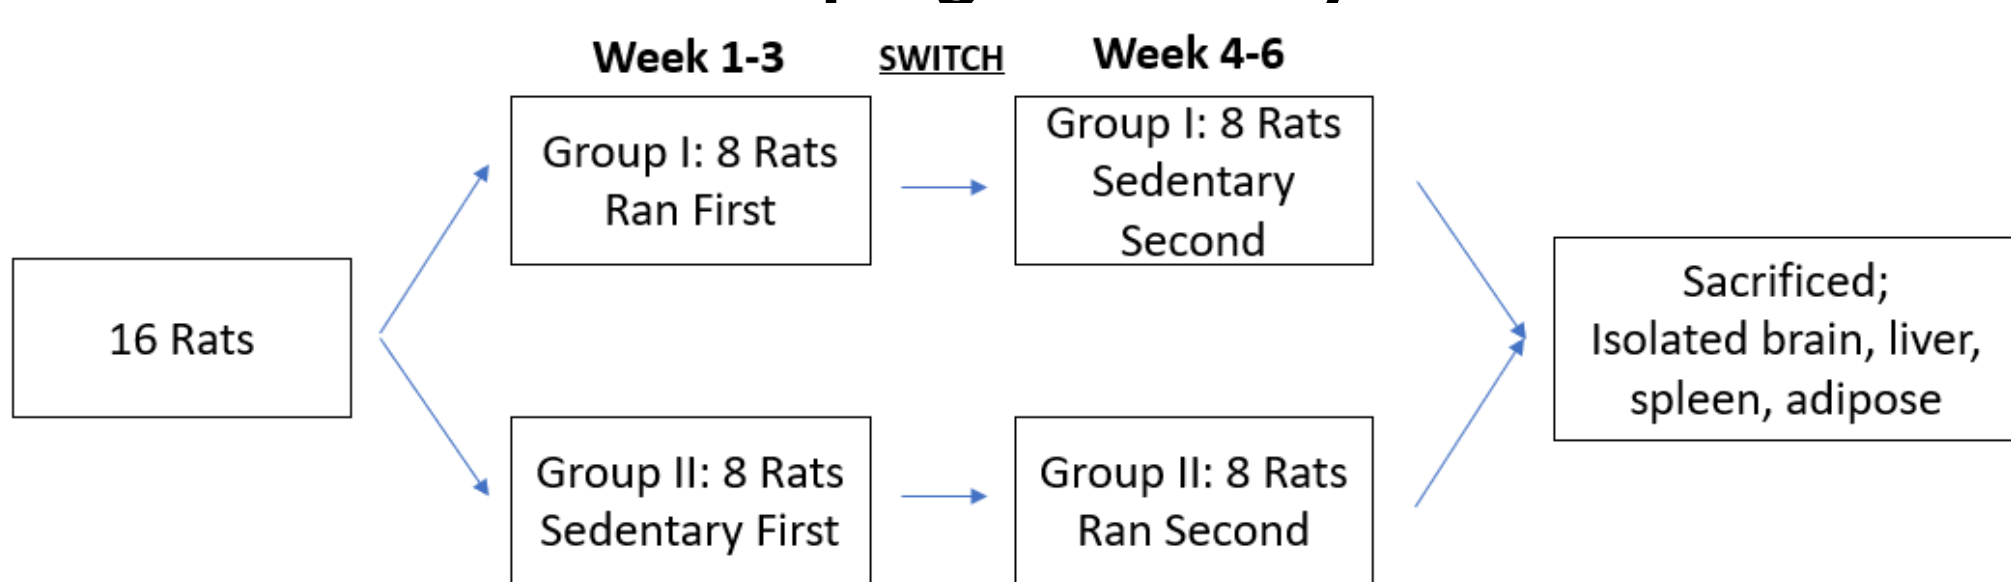 Week 1-3
SWITCH
Week 4-6
16 Rats
Group I: 8 Rats
Ran First
Group I: 8 Rats
Sedentary
Second
Group II: 8 Rats
Sedentary First
Group II: 8 Rats
Ran Second
Sacrificed;
Isolated brain, liver,
spleen, adipose